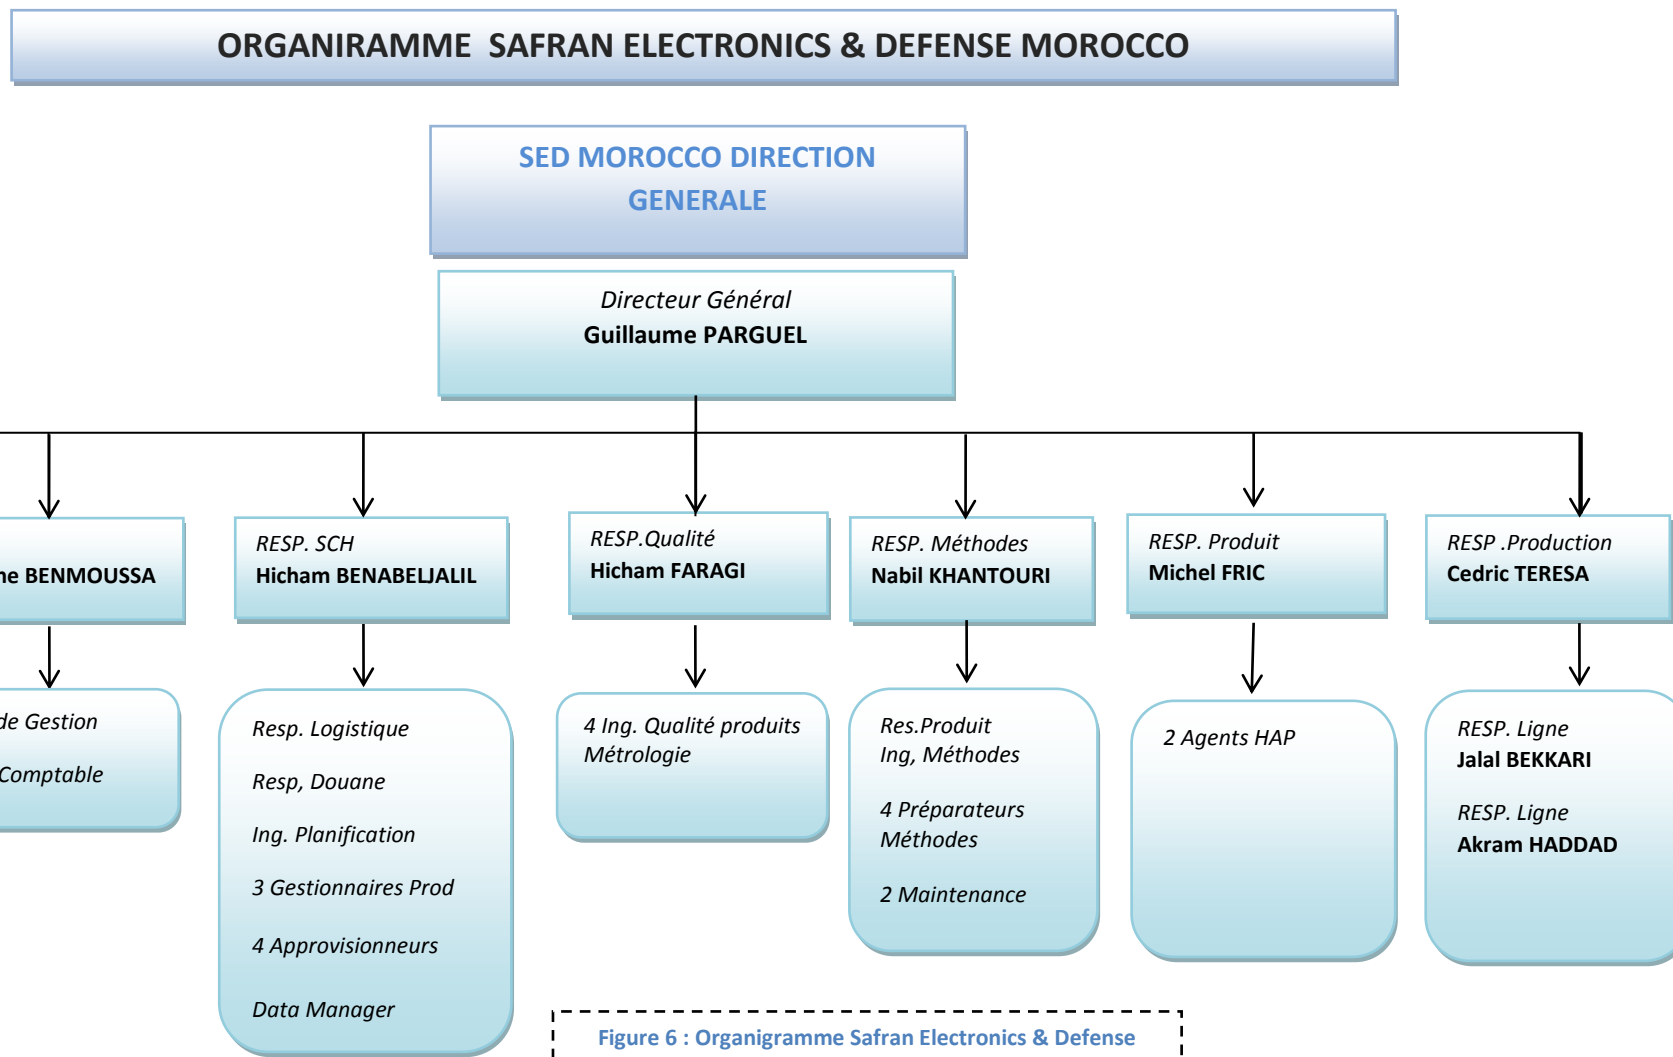 ORGANIRAMME SAFRAN ELECTRONICS & DEFENSE MOROCCO
SED MOROCCO DIRECTION
GENERALE
Directeur Général
Guillaume PARGUEL
BENMOUSSA
de Gestion
Comptable
RESP. SCH
Hicham BENABELJALIL
Resp. Logistique
Resp, Douane
Ing. Planification
3 Gestionnaires Prod
4 Approvisionneurs
Data Manager
RESP.Qualité
Hicham FARAGI
4 Ing. Qualité produits
Métrologie
RESP. Méthodes
Nabil KHANTOURI
Res.Produit
Ing, Méthodes
4 Préparateurs
Méthodes
2 Maintenance
RESP. Produit
Michel FRIC
2 Agents HAP
RESP .Production
Cedric TERESA
RESP. Ligne
Jalal BEKKARI
RESP. Ligne
Akram HADDAD
Figure 6 : Organigramme Safran Electronics & Defense